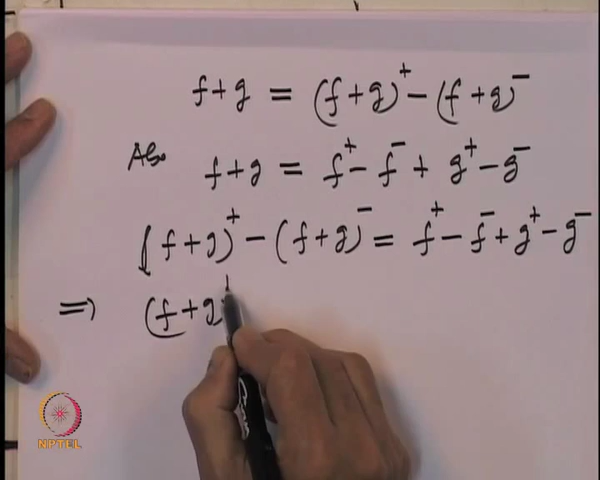 f+g = (f+g)⁺ - (f+g)⁻
Also f+g = f⁺ - f⁻ + g⁺ - g⁻
(f+g)⁺ - (f+g)⁻ = f⁺ - f⁻ + g⁺ - g⁻
⇒ (f+g)
NPTEL